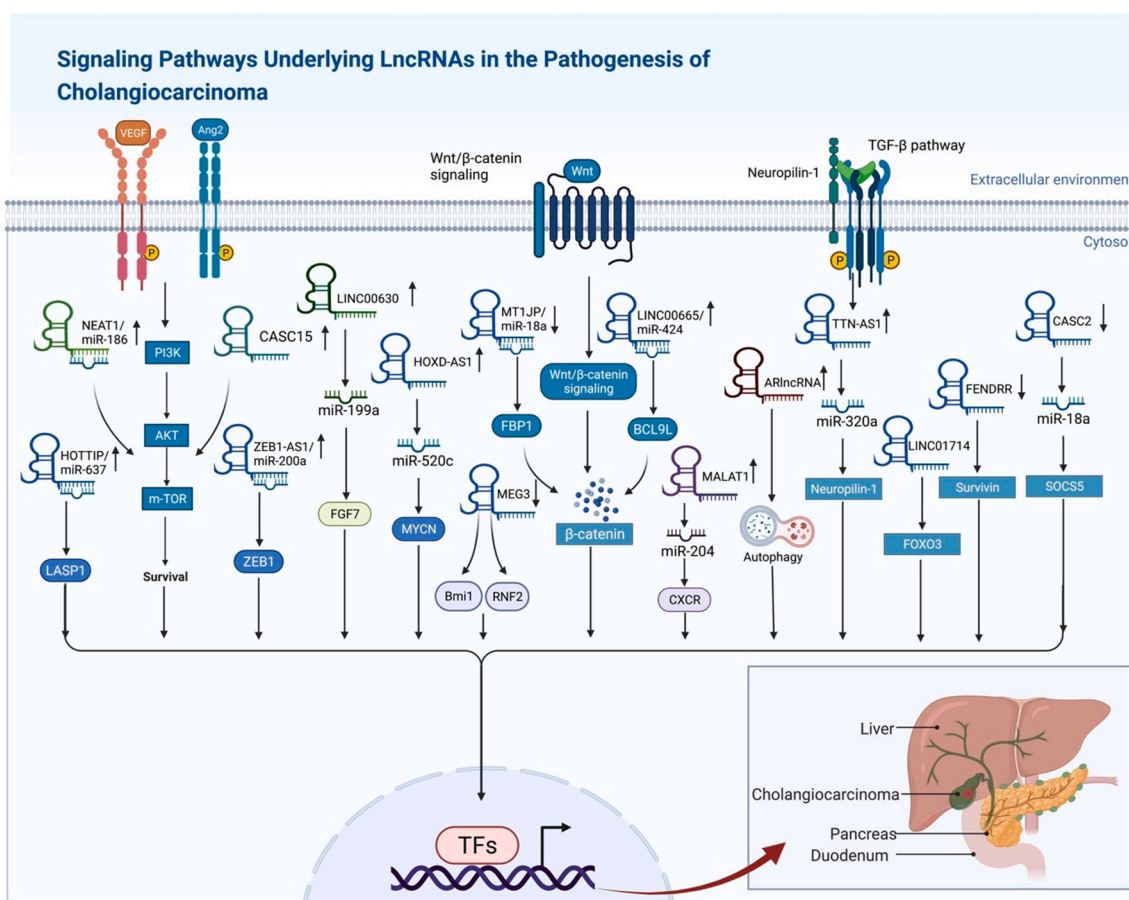 Signaling Pathways Underlying LncRNAs in the Pathogenesis of
Cholangiocarcinoma
VEGF
Ang2
Wnt/β-catenin
signaling
Wnt
Neuropilin-1
TGF-β pathway
Extracellular environmen
Cytoso
P
P
P
P
NEAT1/
miR-186
PI3K
CASC15
LINC00630
HOXD-AS1
MT1JP/
miR-18a
LINC00665/
miR-424
TTN-AS1
CASC2
AKT
miR-199a
Wnt/β-catenin
signaling
ARlncRNA
FENDRR
miR-320a
miR-18a
HOTTIP/
miR-637
m-TOR
ZEB1-AS1/
miR-200a
miR-520c
FBP1
BCL9L
LINC01714
MEG3
MALAT1
Neuropilin-1
Survivin
SOCS5
FGF7
MYCN
β-catenin
miR-204
Autophagy
FOXO3
LASP1
Survival
ZEB1
Bmi1
RNF2
CXCR
Liver
Cholangiocarcinoma
Pancreas
Duodenum
TFs